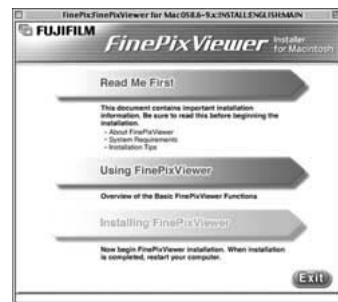 FinePix:FinePixViewer for Mac OS8.6-9.x:INSTALL:ENGLISH:MAIN
FUJIFILM
FinePixViewer Installer for Macintosh
Read Me First
This document contains important installation
information. Be sure to read this before beginning the
installation.
- About FinePixViewer
- System Requirements
- Installation Tips
Using FinePixViewer
Overview of the Basic FinePixViewer Functions
Installing FinePixViewer
Now begin FinePixViewer installation. When installation
is completed, restart your computer.
Exit